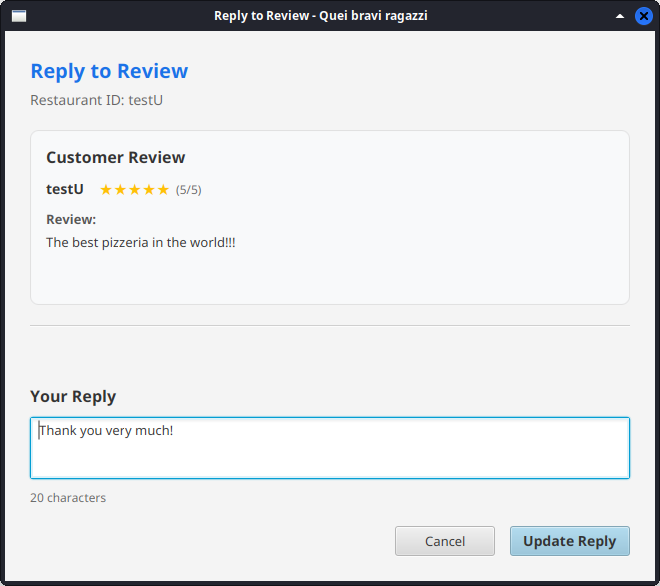 Reply to Review - Quei bravi ragazzi
Reply to Review
Restaurant ID: testU
Customer Review
testU ★★★★★ (5/5)
Review:
The best pizzeria in the world!!!
Your Reply
Thank you very much!
20 characters
Cancel
Update Reply